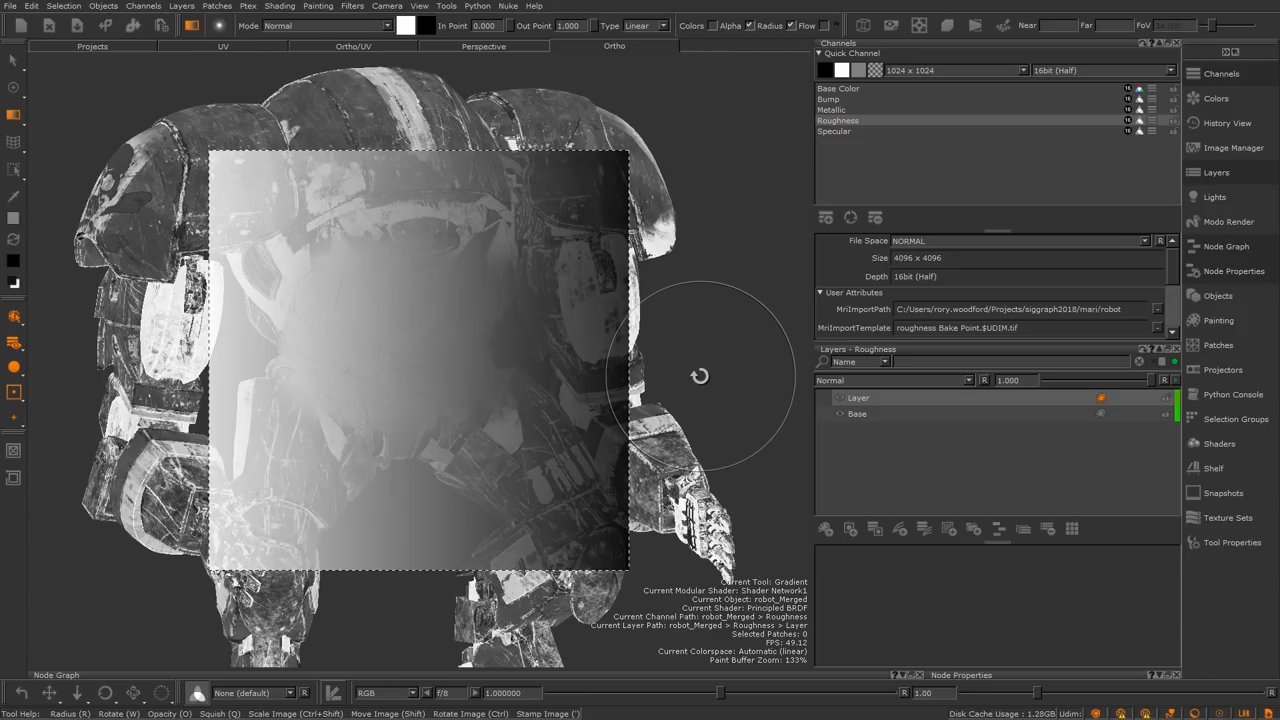 File Edit Selection Objects Channels Layers Patches Ptex Shading Painting Filters Camera View Tools Python Nuke Help
Mode Normal In Point 0.000 Out Point 1.000 Type Linear Colors Alpha Radius Flow Near Far FoV
Projects UV Ortho/UV Perspective Ortho
Channels
Quick Channel
1024 x 1024 16bit (Half)
Base Color
Bump
Metallic
Roughness
Specular
File Space NORMAL R
Size 4096 x 4096
Depth 16bit (Half)
User Attributes
MriImportPath C:/Users/rory.woodford/Projects/siggraph2018/mari/robot
MriImportTemplate roughness Bake Point.$UDIM.tif
Layers - Roughness
Name
Normal R 1.000 R
Layer
Base
Channels
Colors
History View
Image Manager
Layers
Lights
Modo Render
Node Graph
Node Properties
Objects
Painting
Patches
Projects
Python Console
Selection Groups
Shaders
Shelf
Snapshots
Texture Sets
Tool Properties
Current Tool: Gradient
Current Modular Shader: Shader Network1
Current Object: robot_Merged
Current Shader: Principled BRDF
Current Channel Path: robot_Merged > Roughness
Current Layer Path: robot_Merged > Roughness > Layer
Selected Patches: 0
FPS: 49.12
Current Colorspace: Automatic (linear)
Paint Buffer Zoom: 133%
Node Graph Node Properties
None (default) R RGB f/8 1.000000 R 1.00 R
Tool Help: Radius (R) Rotate (W) Opacity (O) Squish (Q) Scale Image (Ctrl+Shift) Move Image (Shift) Rotate Image (Ctrl) Stamp Image (') Disk Cache Usage : 1.28GB Udim: